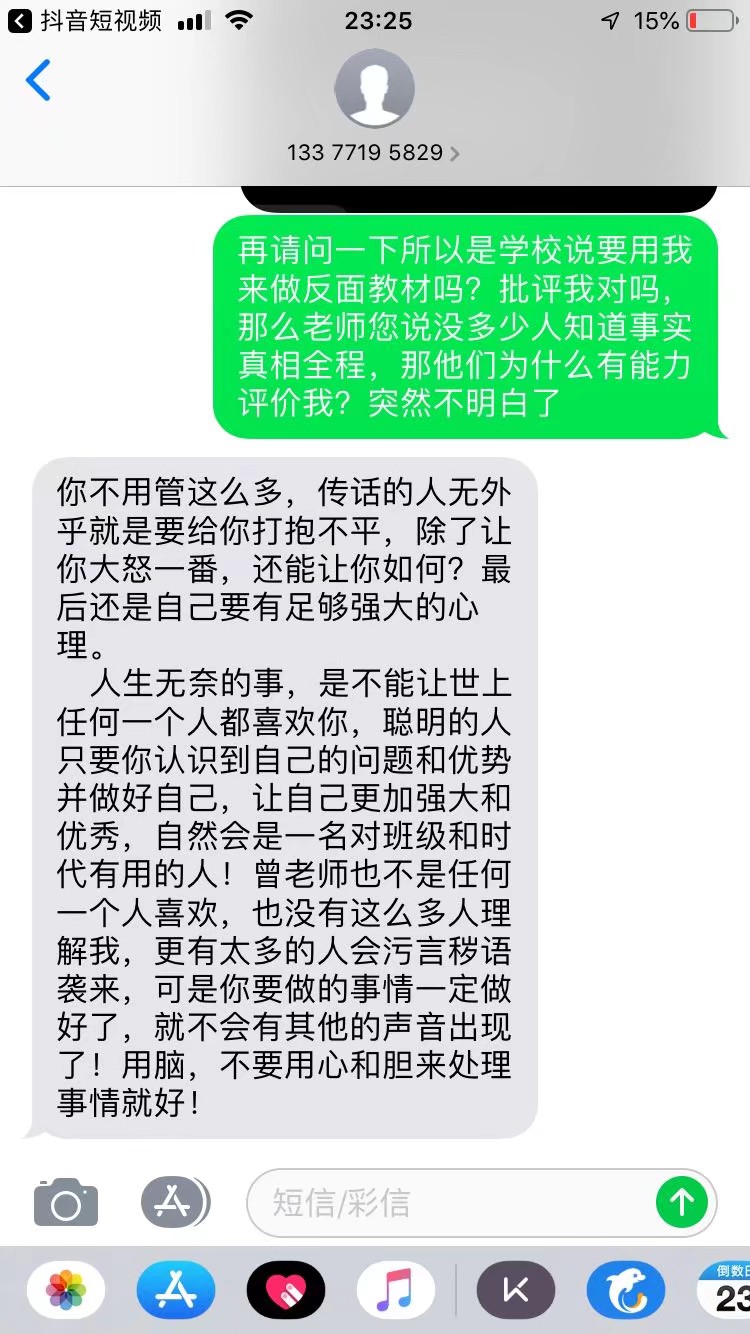 抖音短视频
23:25
15%
133 7719 5829
再请问一下所以是学校说要用我
来做反面教材吗？批评我对吗，
那么老师您说没多少人知道事实
真相全程，那他们为什么有能力
评价我？突然不明白了
你不用管这么多，传话的人无外
乎就是要给你打抱不平，除了让
你大怒一番，还能让你如何？最
后还是自己要有足够强大的心
理。
人生无奈的事，是不能让世上
任何一个人都喜欢你，聪明的人
只要你认识到自己的问题和优势
并做好自己，让自己更加强大和
优秀，自然会是一名对班级和时
代有用的人！曾老师也不是任何
一个人喜欢，也没有这么多人理
解我，更有太多的人会污言秽语
袭来，可是你要做的事情一定做
好了，就不会有其他的声音出现
了！用脑，不要用心和胆来处理
事情就好！
短信/彩信
倒数日
23